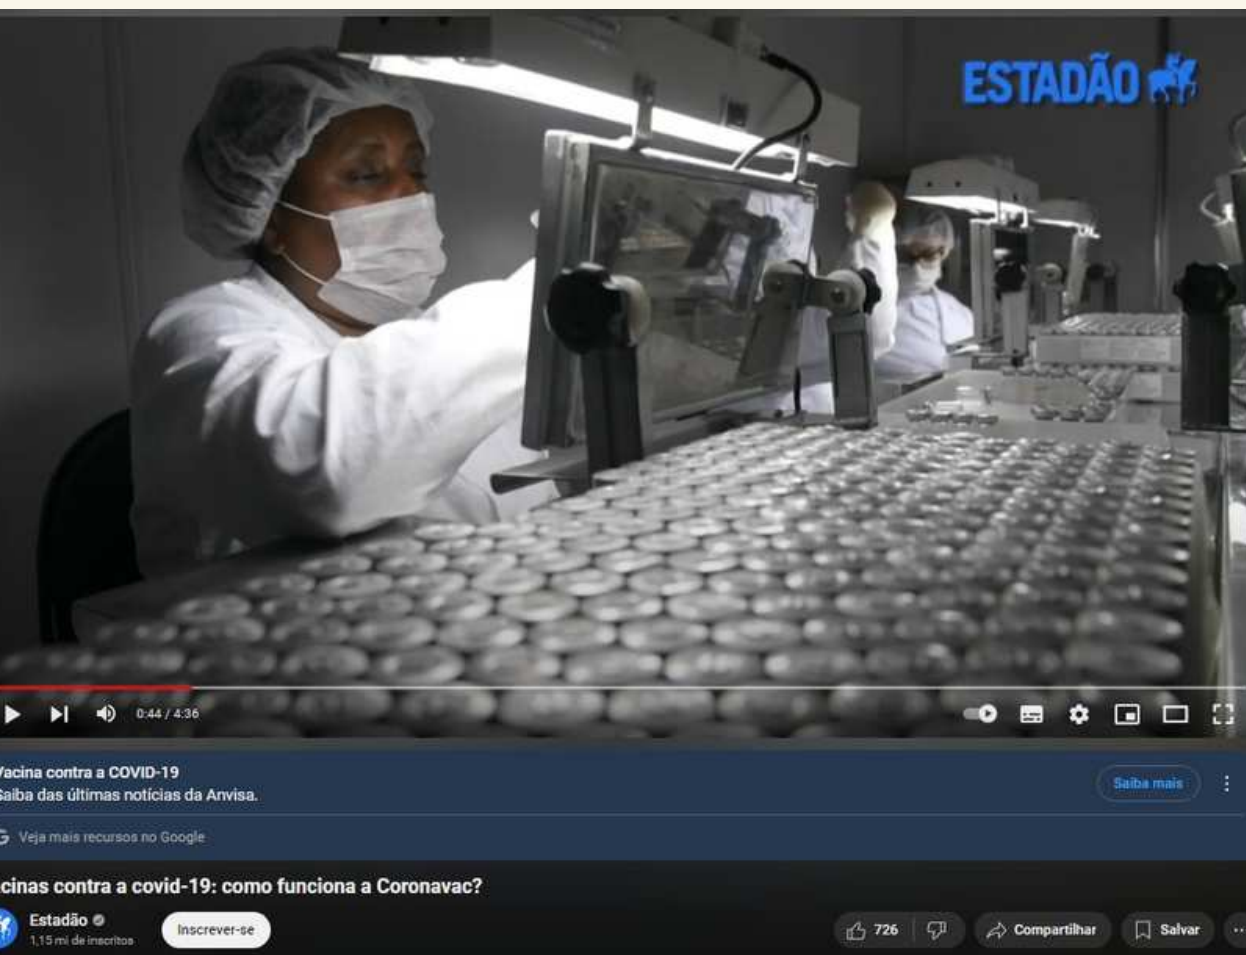 ESTADÃO
0:44 / 4:36
Vacina contra a COVID-19
Saiba mais
Saiba das últimas notícias da Anvisa.
Veja mais recursos no Google
cinas contra a covid-19: como funciona a Coronavac?
Estadão
1,15 mi de inscritos
Inscrever-se
726
Compartilhar
Salvar